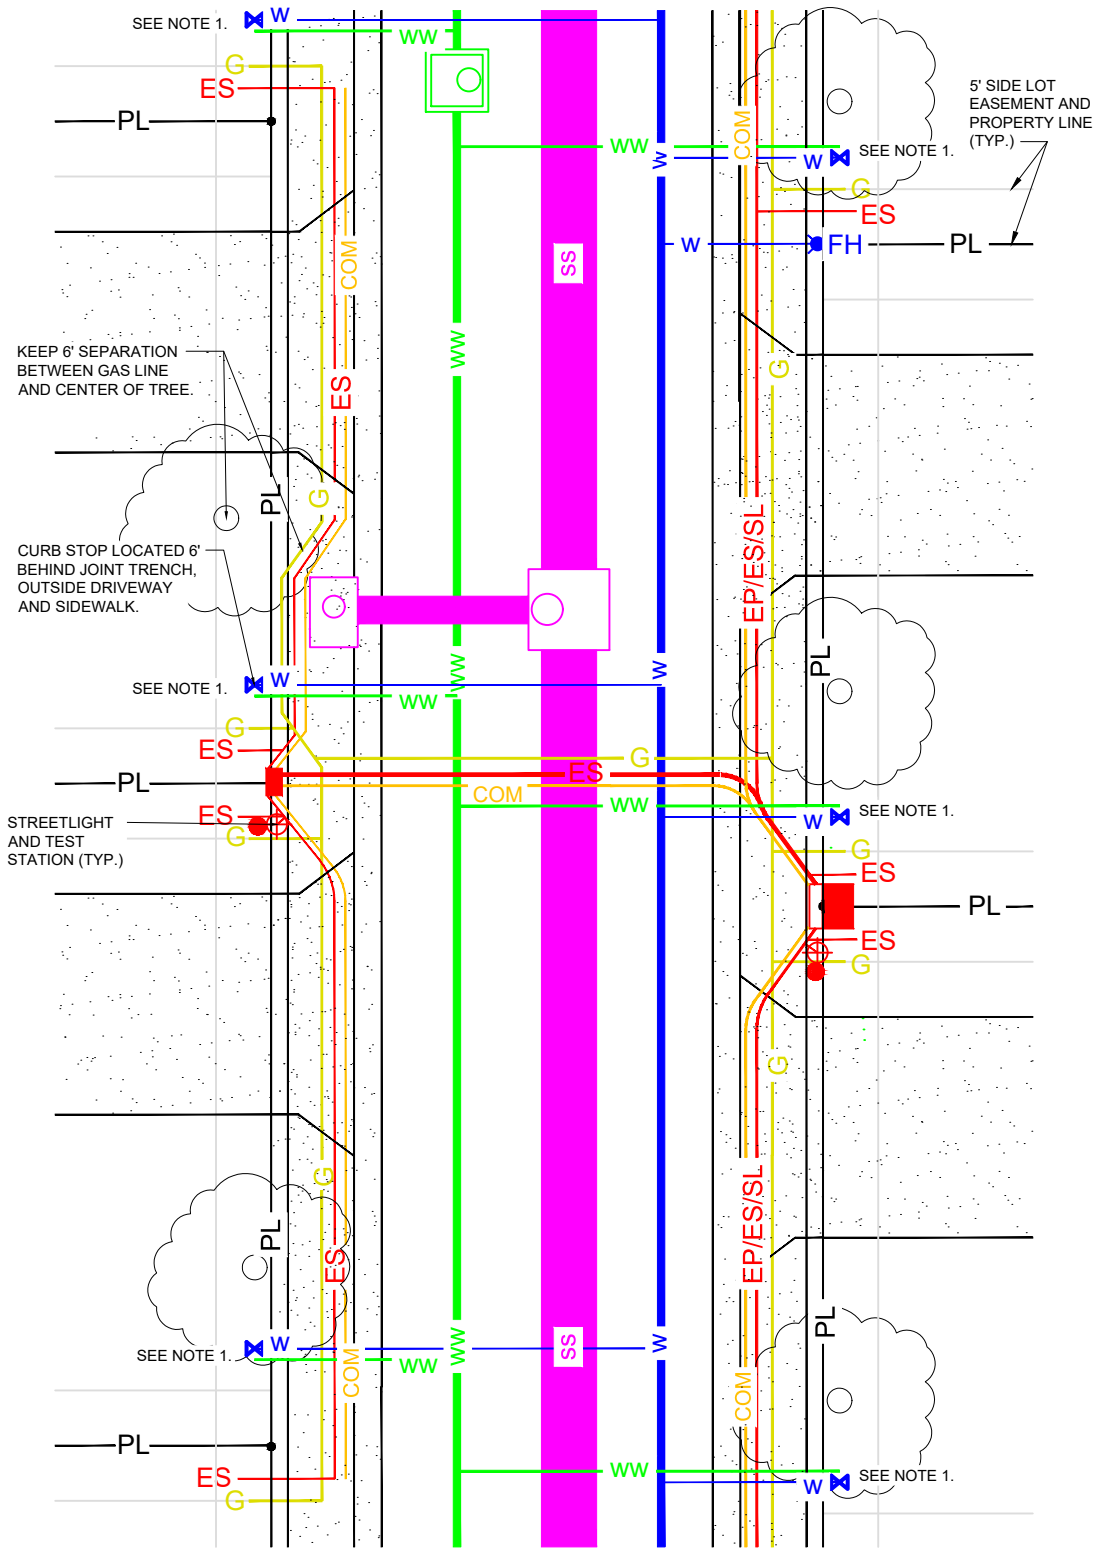 SEE NOTE 1.
W
WW
G
ES
PL
5' SIDE LOT
EASEMENT AND
PROPERTY LINE
(TYP.)
COM
WW
W
W
SEE NOTE 1.
G
ES
W
FH
PL
COM
SS
WW
KEEP 6' SEPARATION
BETWEEN GAS LINE
AND CENTER OF TREE.
ES
G
PL
G
CURB STOP LOCATED 6'
BEHIND JOINT TRENCH,
OUTSIDE DRIVEWAY
AND SIDEWALK.
EP/ES/SL
SEE NOTE 1.
W
WW
WW
W
PL
G
ES
PL
G
ES
COM
WW
W
SEE NOTE 1.
STREETLIGHT
AND TEST
STATION (TYP.)
ES
G
G
ES
PL
ES
G
G
G
PL
ES
EP/ES/SL
PL
SEE NOTE 1.
W
WW
WW
SS
W
COM
COM
PL
ES
G
WW
W
SEE NOTE 1.